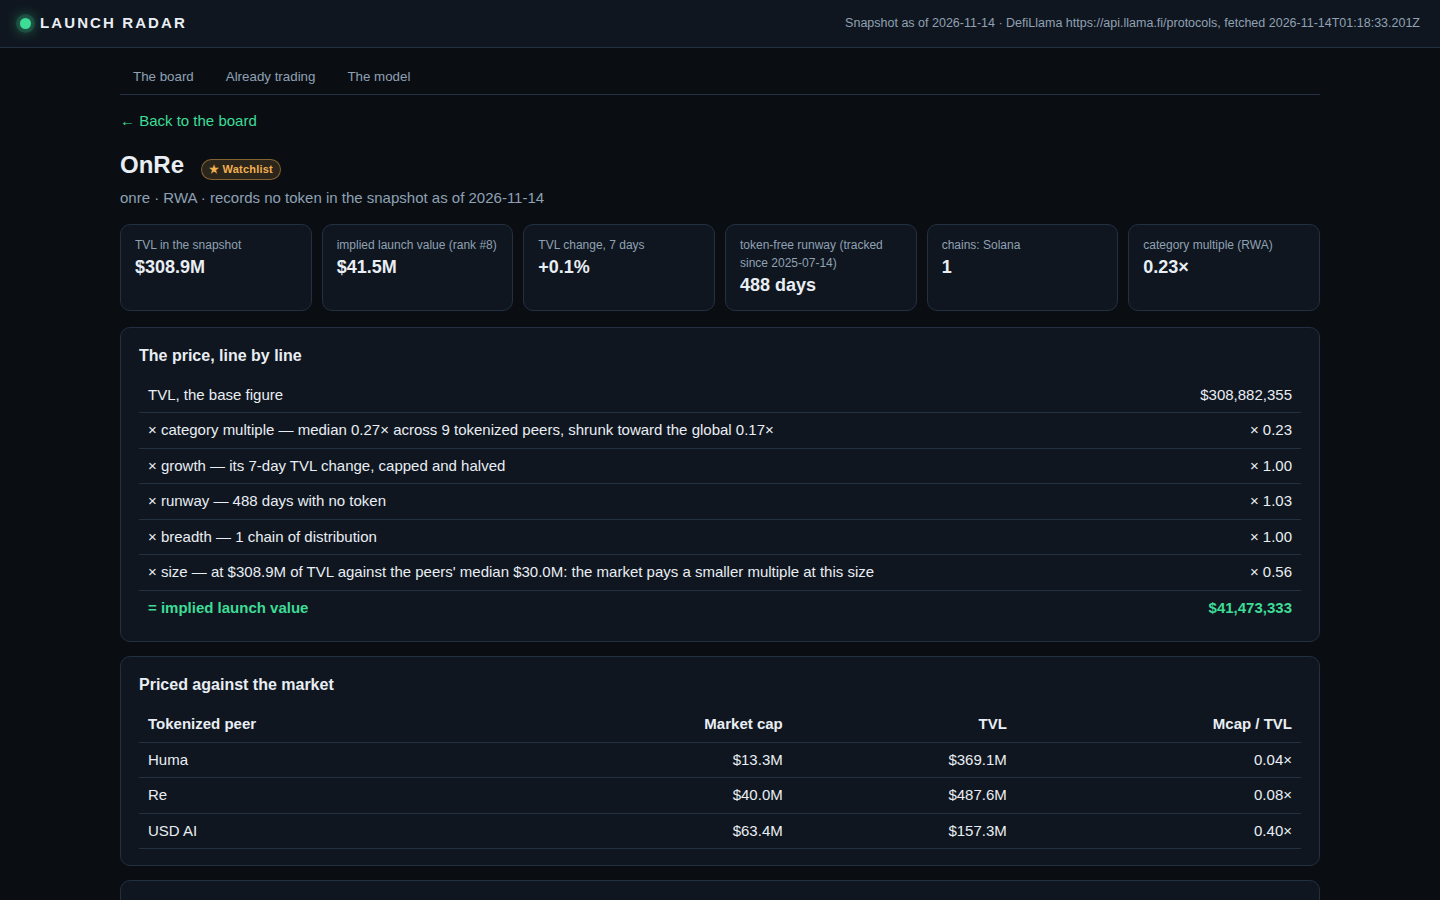 LAUNCH RADAR
Snapshot as of 2026-11-14 · DefiLlama https://api.llama.fi/protocols, fetched 2026-11-14T01:18:33.201Z
The board Already trading The model
← Back to the board
OnRe ★ Watchlist
onre · RWA · records no token in the snapshot as of 2026-11-14
TVL in the snapshot
$308.9M
implied launch value (rank #8)
$41.5M
TVL change, 7 days
+0.1%
token-free runway (tracked
since 2025-07-14)
488 days
chains: Solana
1
category multiple (RWA)
0.23×
The price, line by line
TVL, the base figure $308,882,355
× category multiple — median 0.27× across 9 tokenized peers, shrunk toward the global 0.17× × 0.23
× growth — its 7-day TVL change, capped and halved × 1.00
× runway — 488 days with no token × 1.03
× breadth — 1 chain of distribution × 1.00
× size — at $308.9M of TVL against the peers' median $30.0M: the market pays a smaller multiple at this size × 0.56
= implied launch value $41,473,333
Priced against the market
Tokenized peer Market cap TVL Mcap / TVL
Huma $13.3M $369.1M 0.04×
Re $40.0M $487.6M 0.08×
USD AI $63.4M $157.3M 0.40×